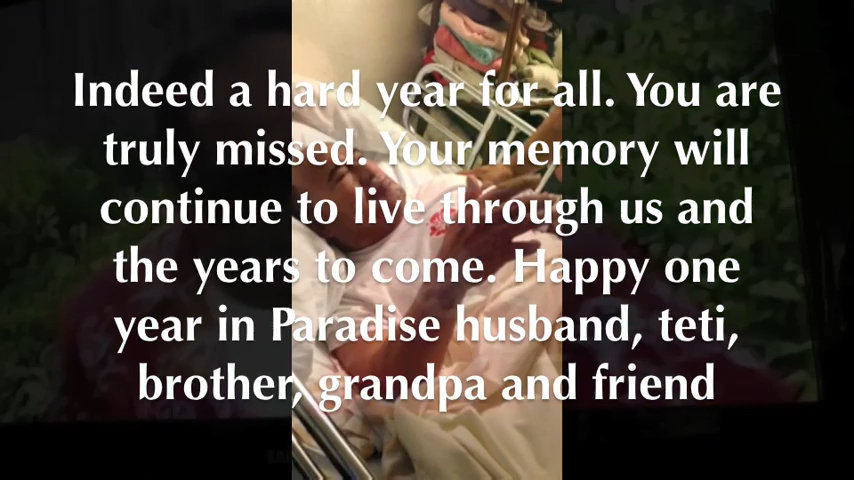 Indeed a hard year for all. You are
truly missed. Your memory will
continue to live through us and
the years to come. Happy one
year in Paradise husband, teti,
brother, grandpa and friend